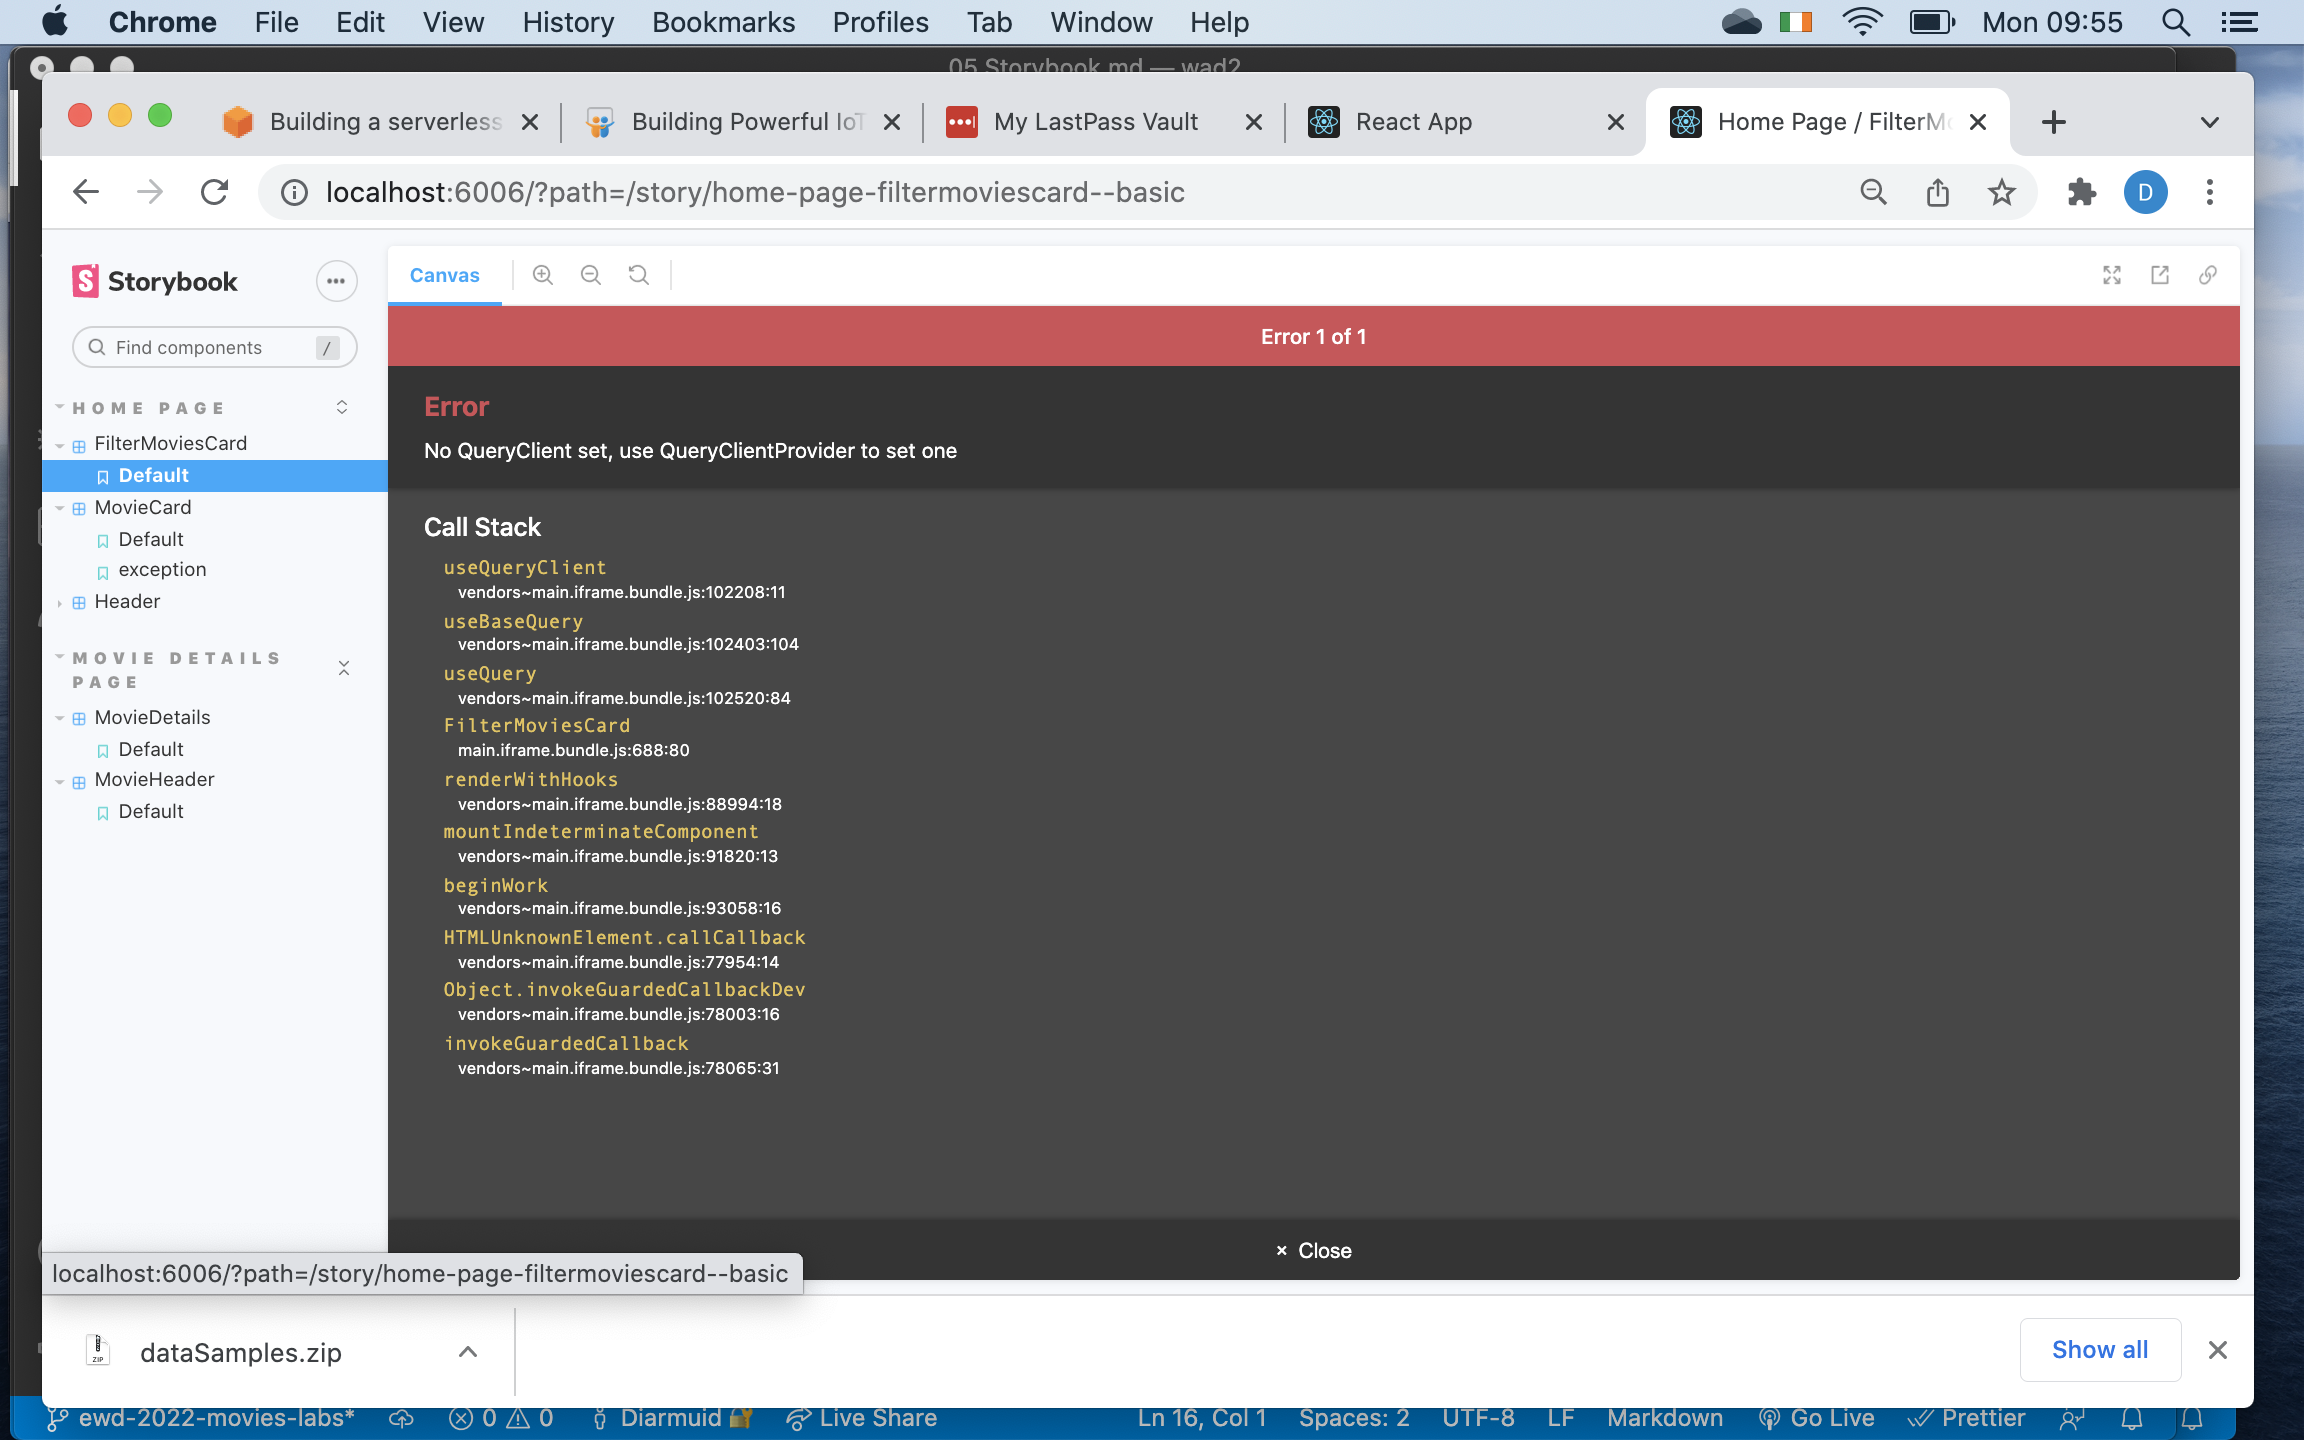 Chrome File Edit View History Bookmarks Profiles Tab Window Help Mon 09:55
05 Storybook.md — wad2
Building a serverless
Building Powerful IoT
My LastPass Vault
React App
Home Page / FilterMo
localhost:6006/?path=/story/home-page-filtermoviescard--basic
D
Storybook
Find components /
HOME PAGE
FilterMoviesCard
Default
MovieCard
Default
exception
Header
MOVIE DETAILS
PAGE
MovieDetails
Default
MovieHeader
Default
Canvas
Error 1 of 1
Error
No QueryClient set, use QueryClientProvider to set one
Call Stack
useQueryClient
vendors~main.iframe.bundle.js:102208:11
useBaseQuery
vendors~main.iframe.bundle.js:102403:104
useQuery
vendors~main.iframe.bundle.js:102520:84
FilterMoviesCard
main.iframe.bundle.js:688:80
renderWithHooks
vendors~main.iframe.bundle.js:88994:18
mountIndeterminateComponent
vendors~main.iframe.bundle.js:91820:13
beginWork
vendors~main.iframe.bundle.js:93058:16
HTMLUnknownElement.callCallback
vendors~main.iframe.bundle.js:77954:14
Object.invokeGuardedCallbackDev
vendors~main.iframe.bundle.js:78003:16
invokeGuardedCallback
vendors~main.iframe.bundle.js:78065:31
× Close
localhost:6006/?path=/story/home-page-filtermoviescard--basic
ZIP
dataSamples.zip
Show all
ewd-2022-movies-labs* 0 0 Diarmuid Live Share Ln 16, Col 1 Spaces: 2 UTF-8 LF Markdown Go Live Prettier